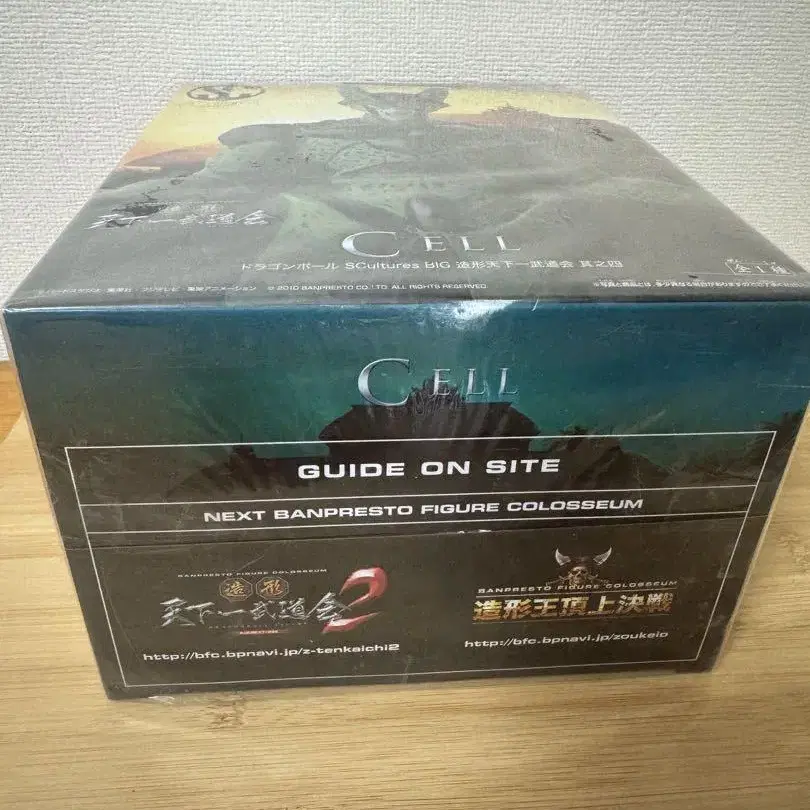 SC
天下一武道会
CELL
ドラゴンボール SCultures BIG 造形天下一武道会 其之四
全1種
© 2010 BANPRESTO CO.,LTD. ALL RIGHTS RESERVED
CELL
GUIDE ON SITE
NEXT BANPRESTO FIGURE COLOSSEUM
BANPRESTO FIGURE COLOSSEUM
造形
天下一武道会2
http://bfc.bpnavi.jp/z-tenkaichi2
BANPRESTO FIGURE COLOSSEUM
造形王頂上決戦
http://bfc.bpnavi.jp/zoukeio